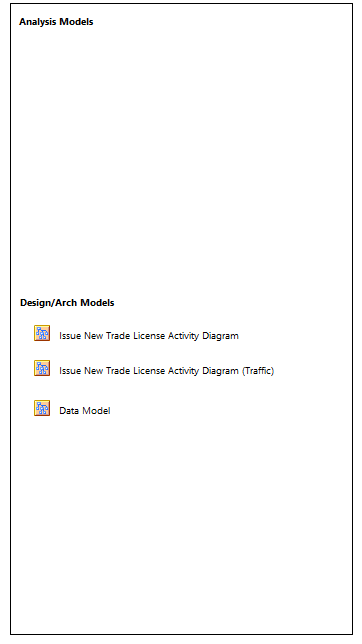 Analysis Models
Design/Arch Models
Issue New Trade License Activity Diagram
Issue New Trade License Activity Diagram (Traffic)
Data Model